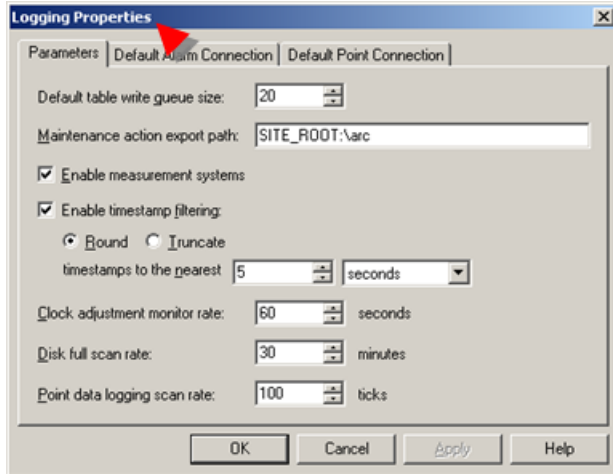 Logging Properties
Parameters Default Alarm Connection Default Point Connection
Default table write queue size: 20
Maintenance action export path: SITE_ROOT:\arc
Enable measurement systems
Enable timestamp filtering:
Round Truncate
timestamps to the nearest 5 seconds
Clock adjustment monitor rate: 60 seconds
Disk full scan rate: 30 minutes
Point data logging scan rate: 100 ticks
OK Cancel Apply Help